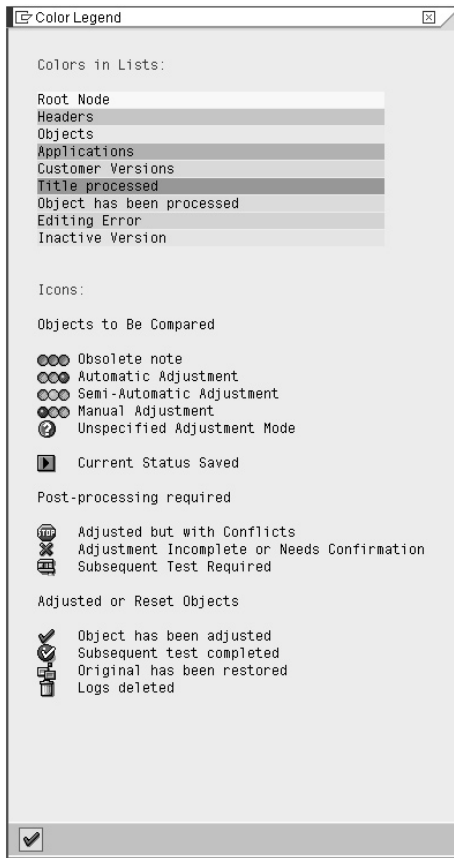 Color Legend
Colors in Lists:
Root Node
Headers
Objects
Applications
Customer Versions
Title processed
Object has been processed
Editing Error
Inactive Version
Icons:
Objects to Be Compared
Obsolete note
Automatic Adjustment
Semi-Automatic Adjustment
Manual Adjustment
Unspecified Adjustment Mode
Current Status Saved
Post-processing required
STOP Adjusted but with Conflicts
Adjustment Incomplete or Needs Confirmation
Subsequent Test Required
Adjusted or Reset Objects
Object has been adjusted
Subsequent test completed
Original has been restored
Logs deleted